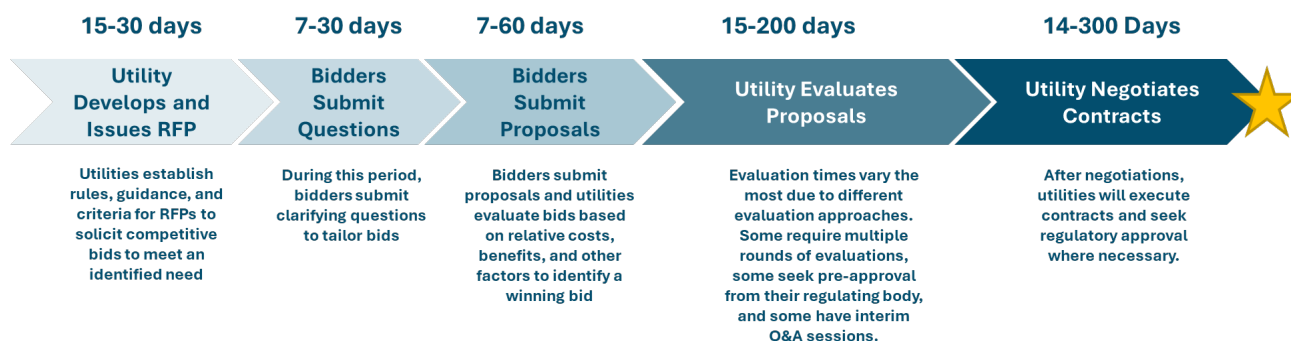 15-30 days
7-30 days
7-60 days
15-200 days
14-300 Days
Utility
Develops and
Issues RFP
Bidders
Submit
Questions
Bidders
Submit
Proposals
Utility Evaluates
Proposals
Utility Negotiates
Contracts
Utilities establish
rules, guidance, and
criteria for RFPs to
solicit competitive
bids to meet an
identified need
During this period,
bidders submit
clarifying questions
to tailor bids
Bidders submit
proposals and utilities
evaluate bids based
on relative costs,
benefits, and other
factors to identify a
winning bid
Evaluation times vary the
most due to different
evaluation approaches.
Some require multiple
rounds of evaluations,
some seek pre-approval
from their regulating body,
and some have interim
Q&A sessions.
After negotiations,
utilities will execute
contracts and seek
regulatory approval
where necessary.